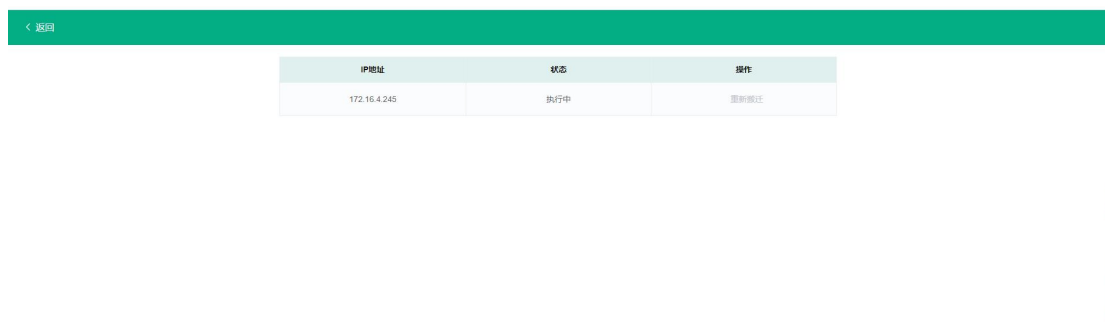 < 返回
IP地址 状态 操作
172.16.4.245 执行中 重新搬迁